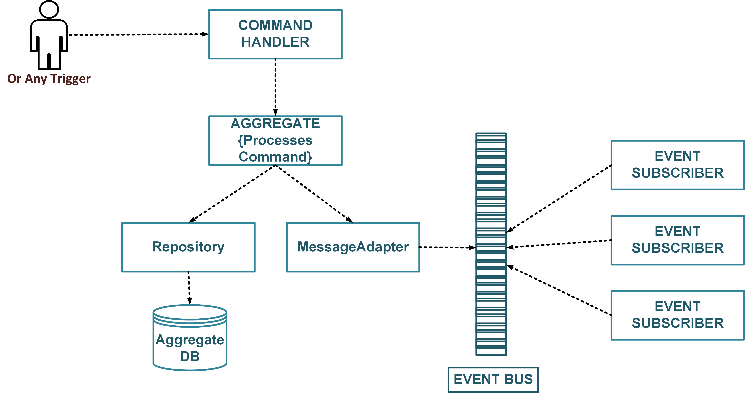 COMMAND
HANDLER
Or Any Trigger
AGGREGATE
{Processes
Command}
Repository
MessageAdapter
Aggregate
DB
EVENT
SUBSCRIBER
EVENT
SUBSCRIBER
EVENT
SUBSCRIBER
EVENT BUS